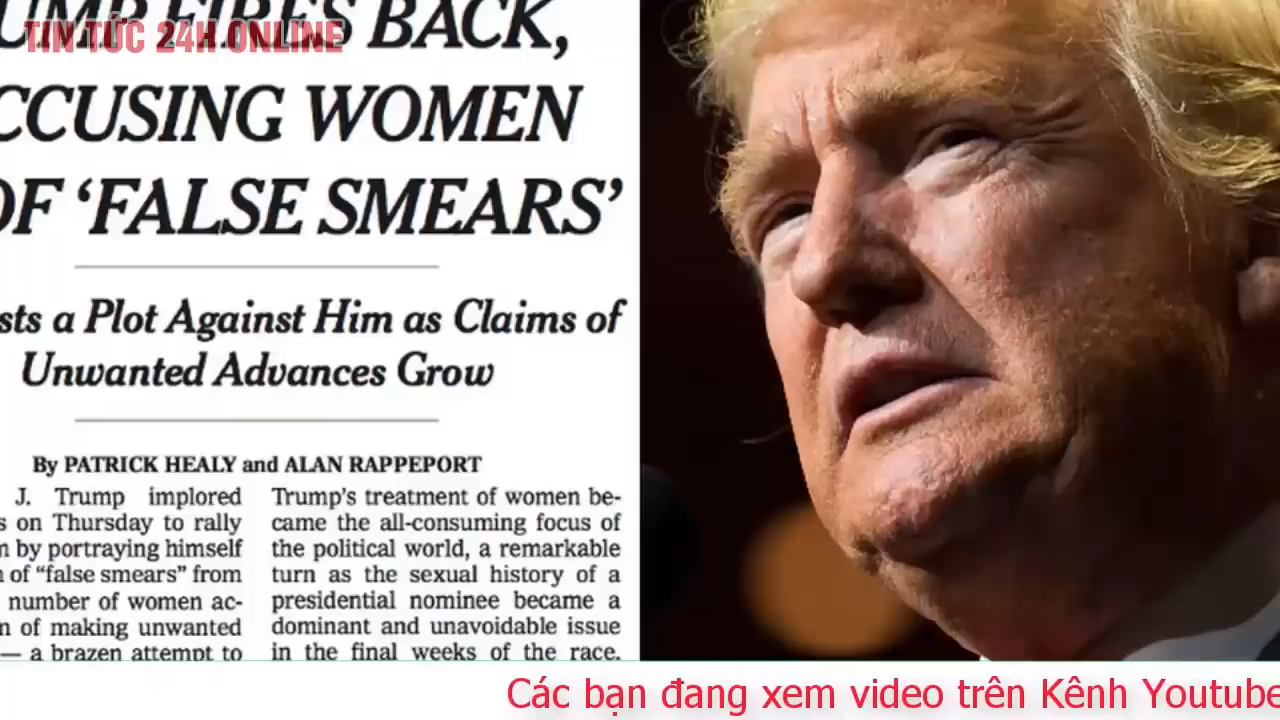 UMP FIRES BACK,
TIN TỨC 24H ONLINE
CCUSING WOMEN
OF ‘FALSE SMEARS’
sts a Plot Against Him as Claims of
Unwanted Advances Grow
By PATRICK HEALY and ALAN RAPPEPORT
J. Trump implored
s on Thursday to rally
n by portraying himself
n of “false smears” from
number of women ac-
n of making unwanted
— a brazen attempt to
Trump’s treatment of women be-
came the all-consuming focus of
the political world, a remarkable
turn as the sexual history of a
presidential nominee became a
dominant and unavoidable issue
in the final weeks of the race.
Các bạn đang xem video trên Kênh Youtube